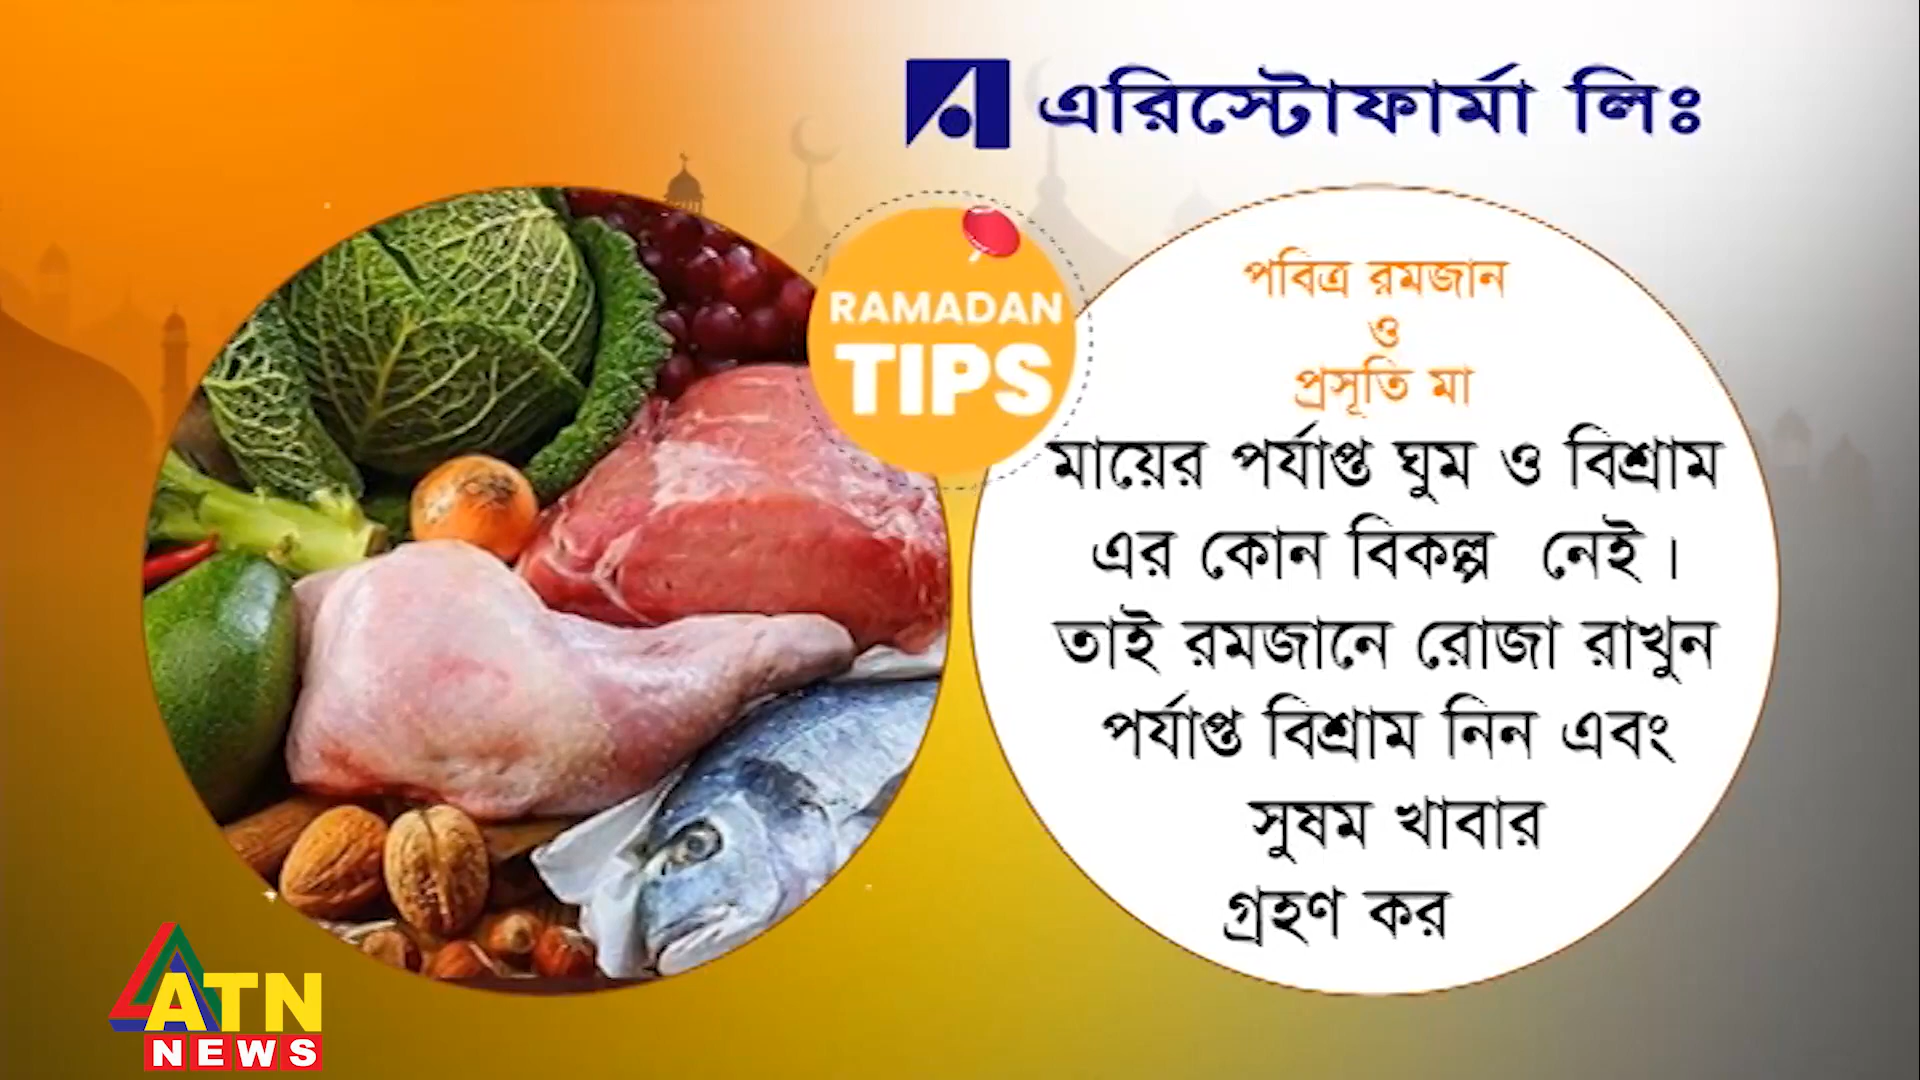 এরিস্টোফার্মা লিঃ
RAMADAN
TIPS
পবিত্র রমজান
ও
প্রসূতি মা
মায়ের পর্যাপ্ত ঘুম ও বিশ্রাম
এর কোন বিকল্প নেই।
তাই রমজানে রোজা রাখুন
পর্যাপ্ত বিশ্রাম নিন এবং
সুষম খাবার
গ্রহণ কর
ATN
NEWS